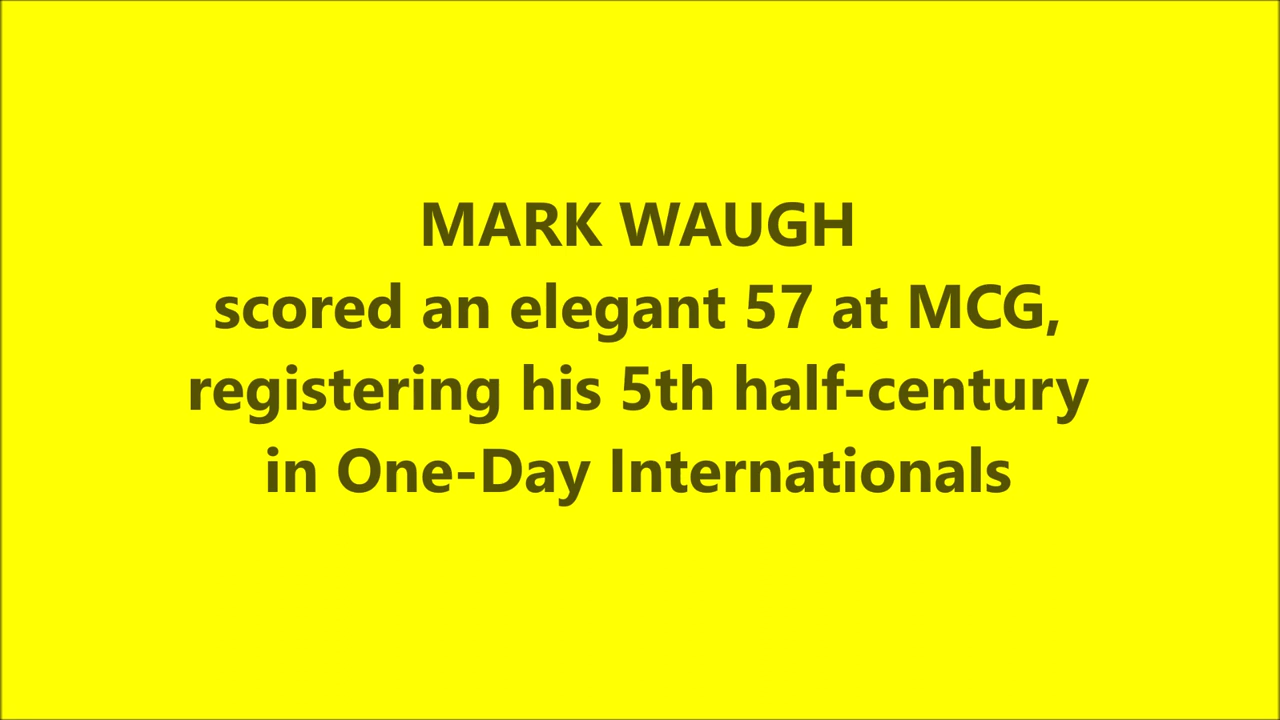 MARK WAUGH
scored an elegant 57 at MCG,
registering his 5th half-century
in One-Day Internationals